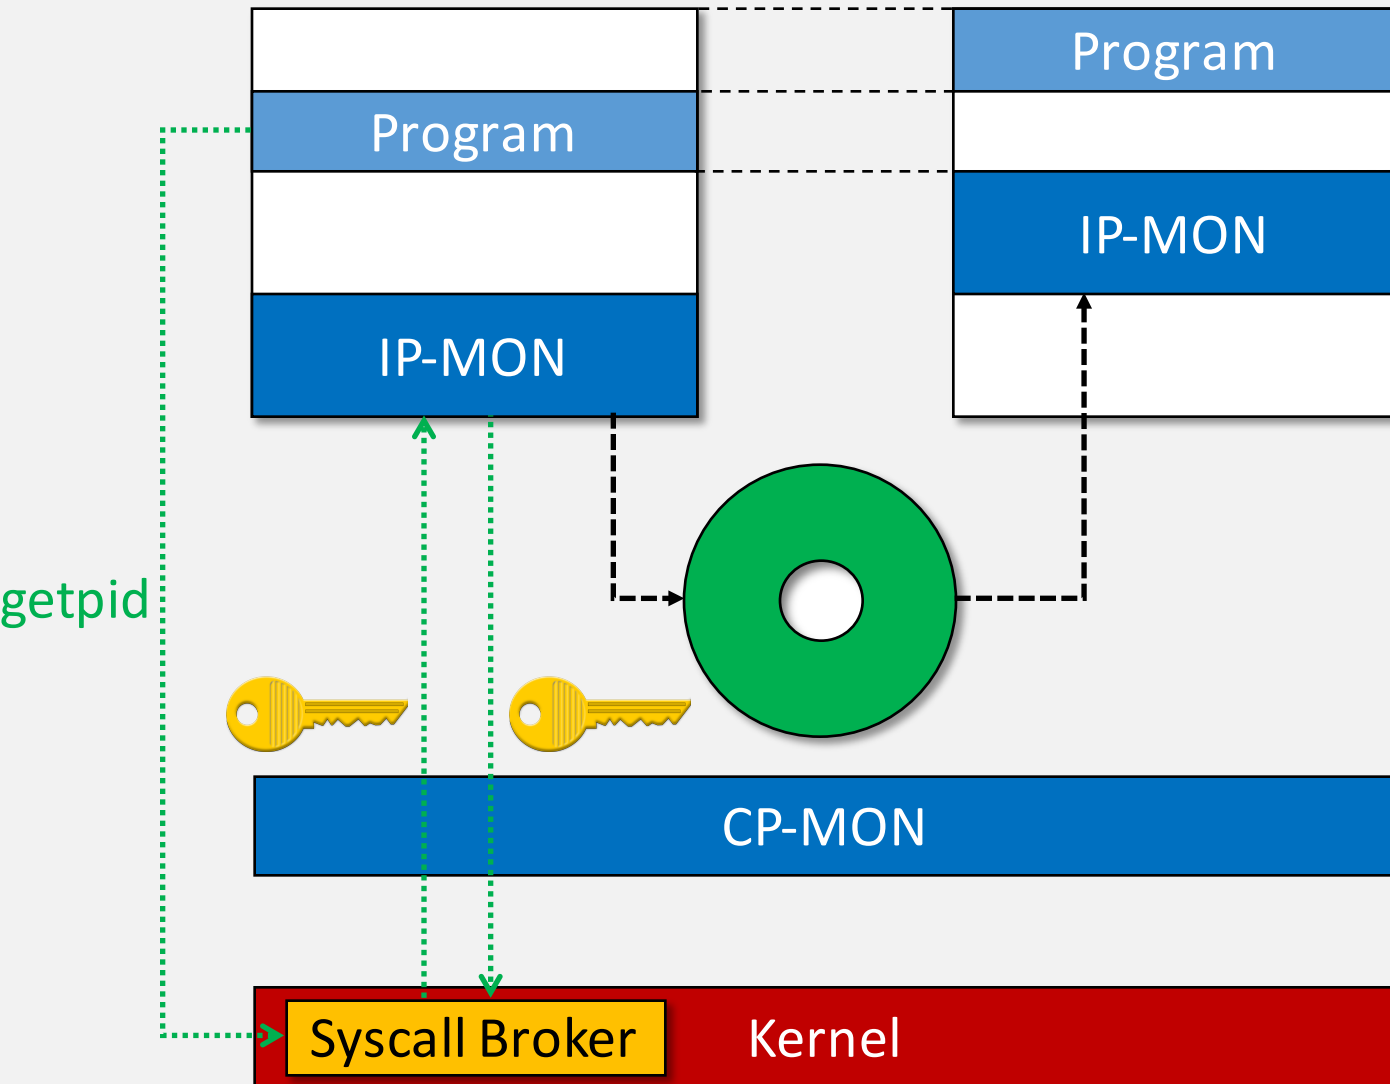 Program
Program
IP-MON
IP-MON
getpid
CP-MON
Syscall Broker
Kernel